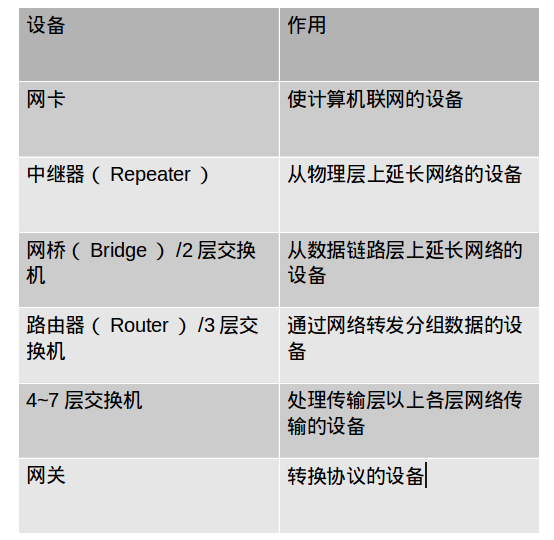 设备
作用
网卡
使计算机联网的设备
中继器（ Repeater ）
从物理层上延长网络的设备
网桥（ Bridge ）/2 层交换
机
从数据链路层上延长网络的
设备
路由器（ Router ）/3 层交
换机
通过网络转发分组数据的设
备
4~7 层交换机
处理传输层以上各层网络传
输的设备
网关
转换协议的设备